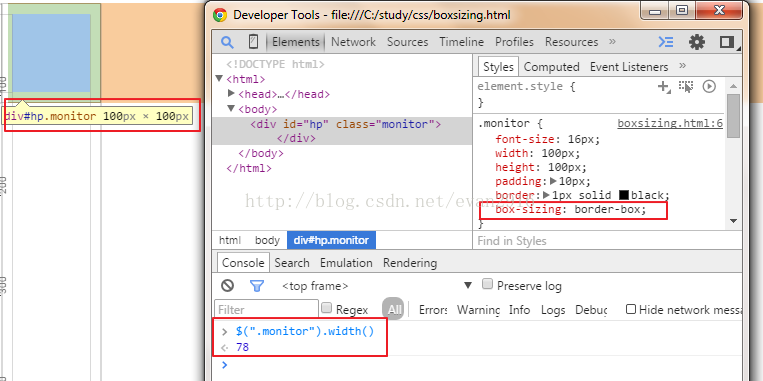 Developer Tools - file:///C:/study/css/boxsizing.html
Elements Network Sources Timeline Profiles Resources »
<!DOCTYPE html>
<html>
<head>…</head>
<body>
<div id="hp" class="monitor">
</div>
</body>
</html>
html body div#hp.monitor
Styles Computed Event Listeners »
element.style {
}
.monitor { boxsizing.html:6
font-size: 16px;
width: 100px;
height: 100px;
padding: 10px;
border: 1px solid black;
box-sizing: border-box;
}
Find in Styles
100
div#hp.monitor 100px × 100px
200
300
http://blog.csdn.net/evan
Console Search Emulation Rendering
<top frame> Preserve log
Filter Regex All Errors Warning Info Logs Debug Hide network messa
> $(".monitor").width()
78
>